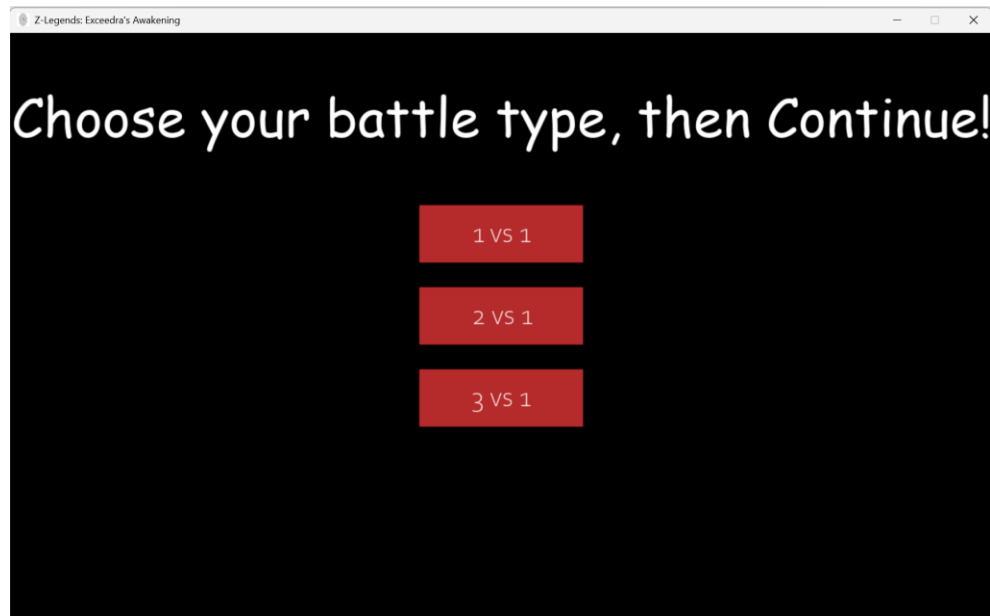 Z-Legends: Exceedra's Awakening
Choose your battle type, then Continue!
1 VS 1
2 VS 1
3 VS 1